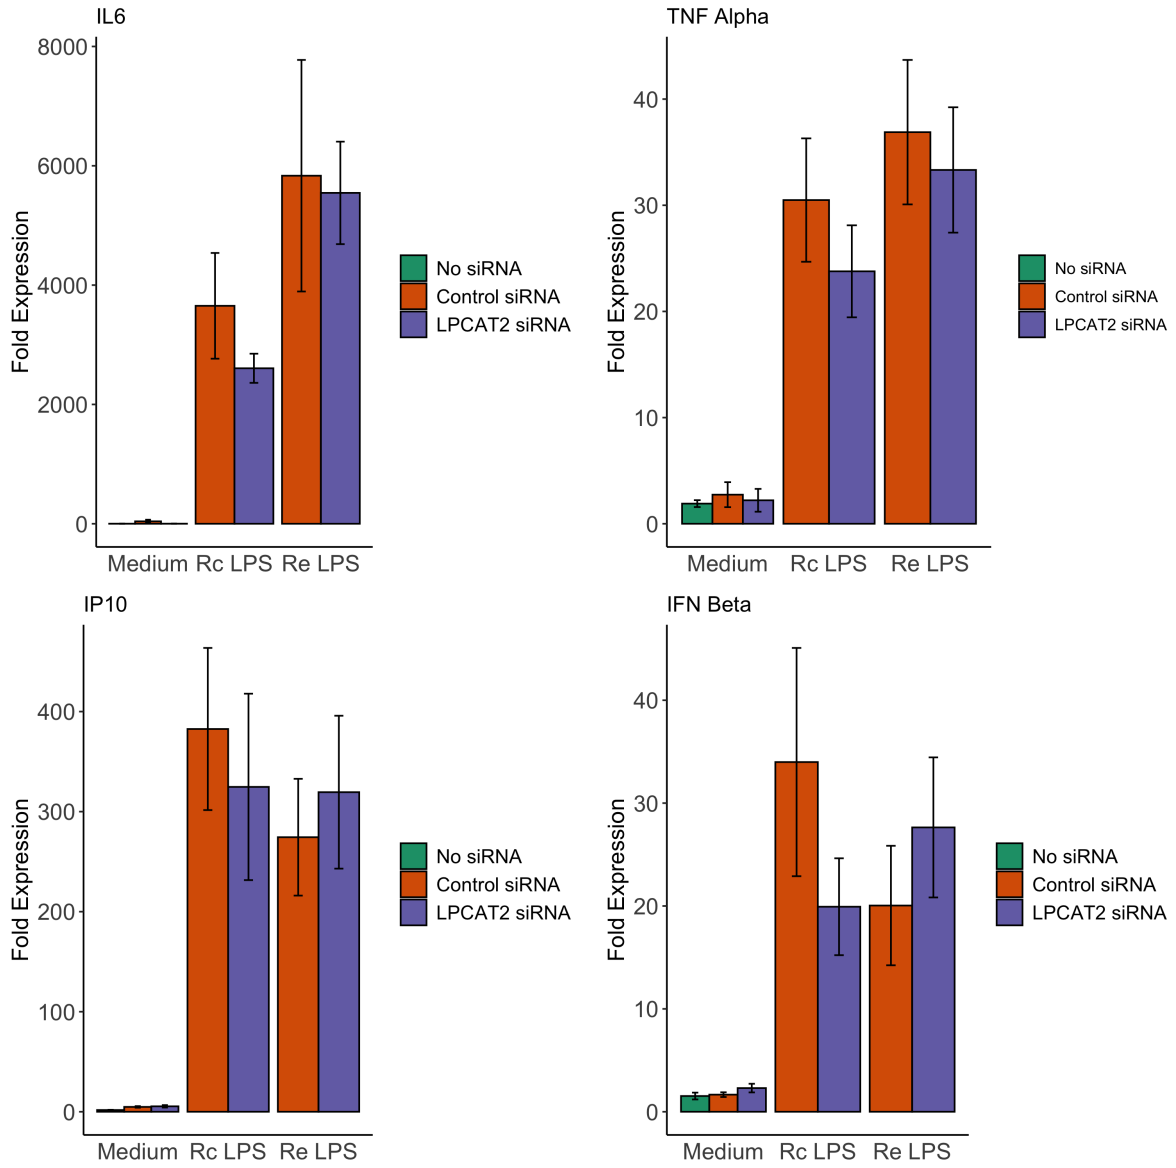 IL6
Fold Expression
8000
6000
4000
2000
0
Medium Rc LPS Re LPS
No siRNA
Control siRNA
LPCAT2 siRNA
TNF Alpha
Fold Expression
40
30
20
10
0
Medium Rc LPS Re LPS
No siRNA
Control siRNA
LPCAT2 siRNA
IP10
Fold Expression
400
300
200
100
0
Medium Rc LPS Re LPS
No siRNA
Control siRNA
LPCAT2 siRNA
IFN Beta
Fold Expression
40
30
20
10
0
Medium Rc LPS Re LPS
No siRNA
Control siRNA
LPCAT2 siRNA